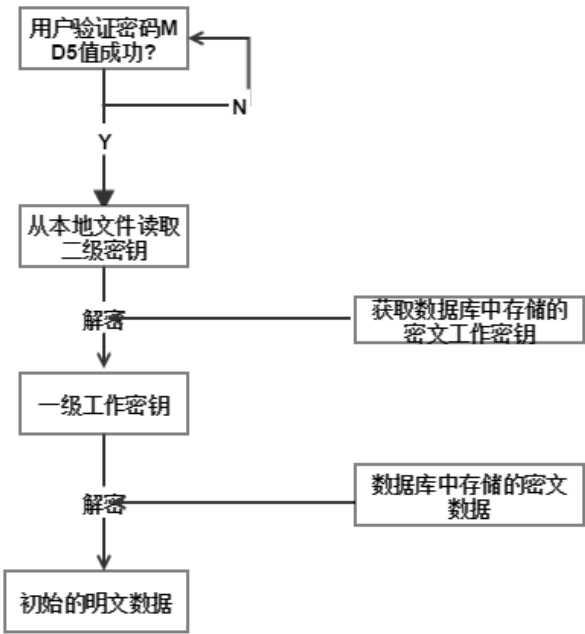 用户验证密码M
D5值成功?
N
Y
从本地文件读取
二级密钥
解密
获取数据库中存储的
密文工作密钥
一级工作密钥
解密
数据库中存储的密文
数据
初始的明文数据